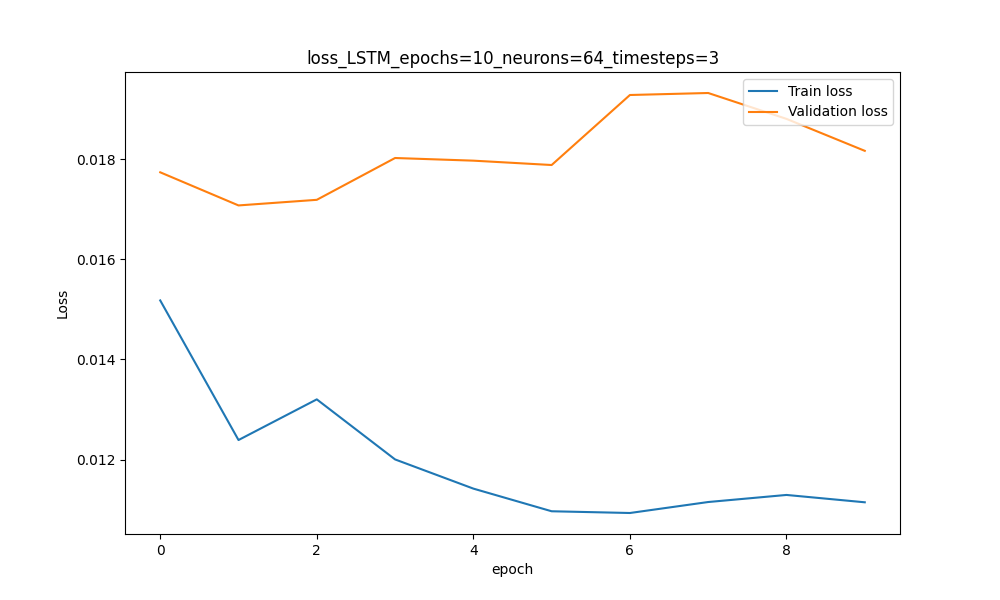 loss_LSTM_epochs=10_neurons=64_timesteps=3
Train loss
Validation loss
0.018
0.016
0.014
0.012
Loss
0 2 4 6 8
epoch